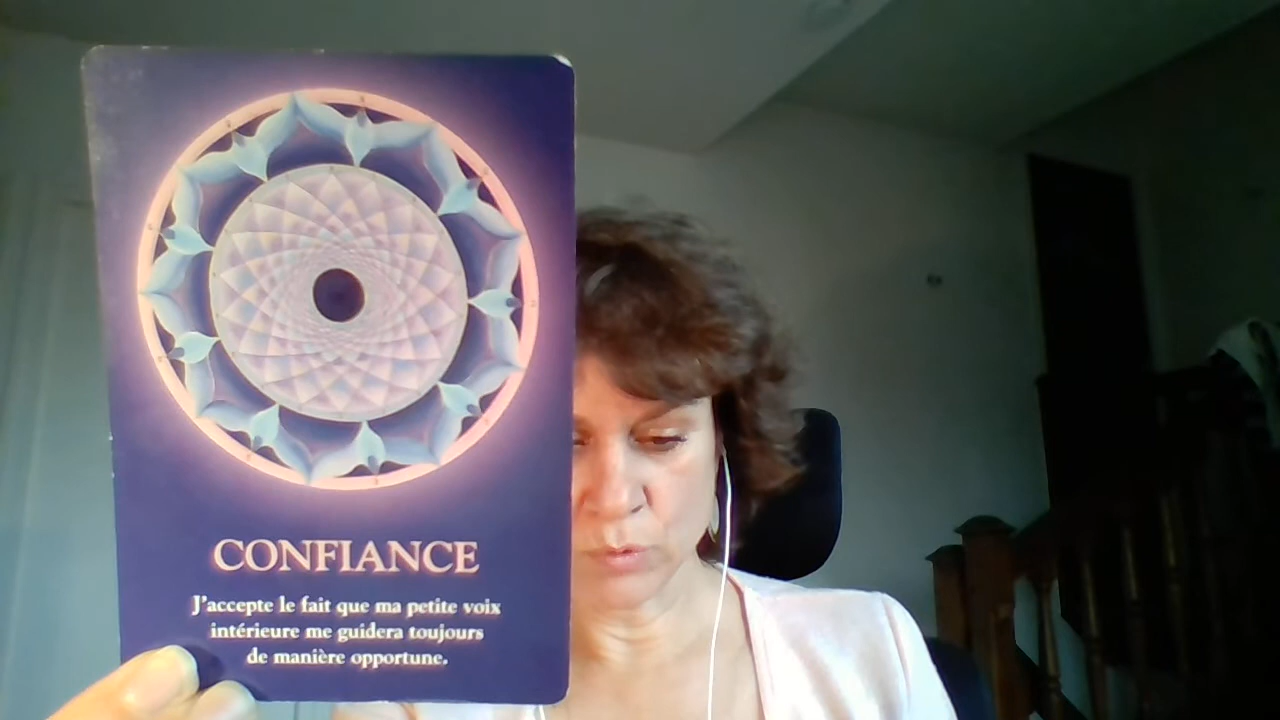 CONFIANCE
J'accepte le fait que ma petite voix
intérieure me guidera toujours
de manière opportune.